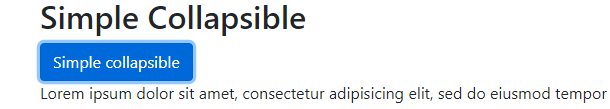 Simple Collapsible
Simple collapsible
Lorem ipsum dolor sit amet, consectetur adipisicing elit, sed do eiusmod tempor